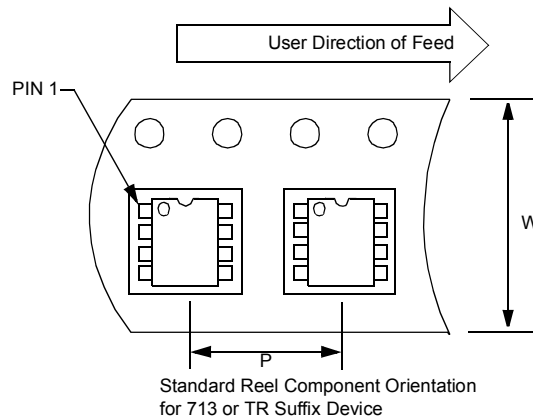 User Direction of Feed
PIN 1
W
P
Standard Reel Component Orientation
for 713 or TR Suffix Device